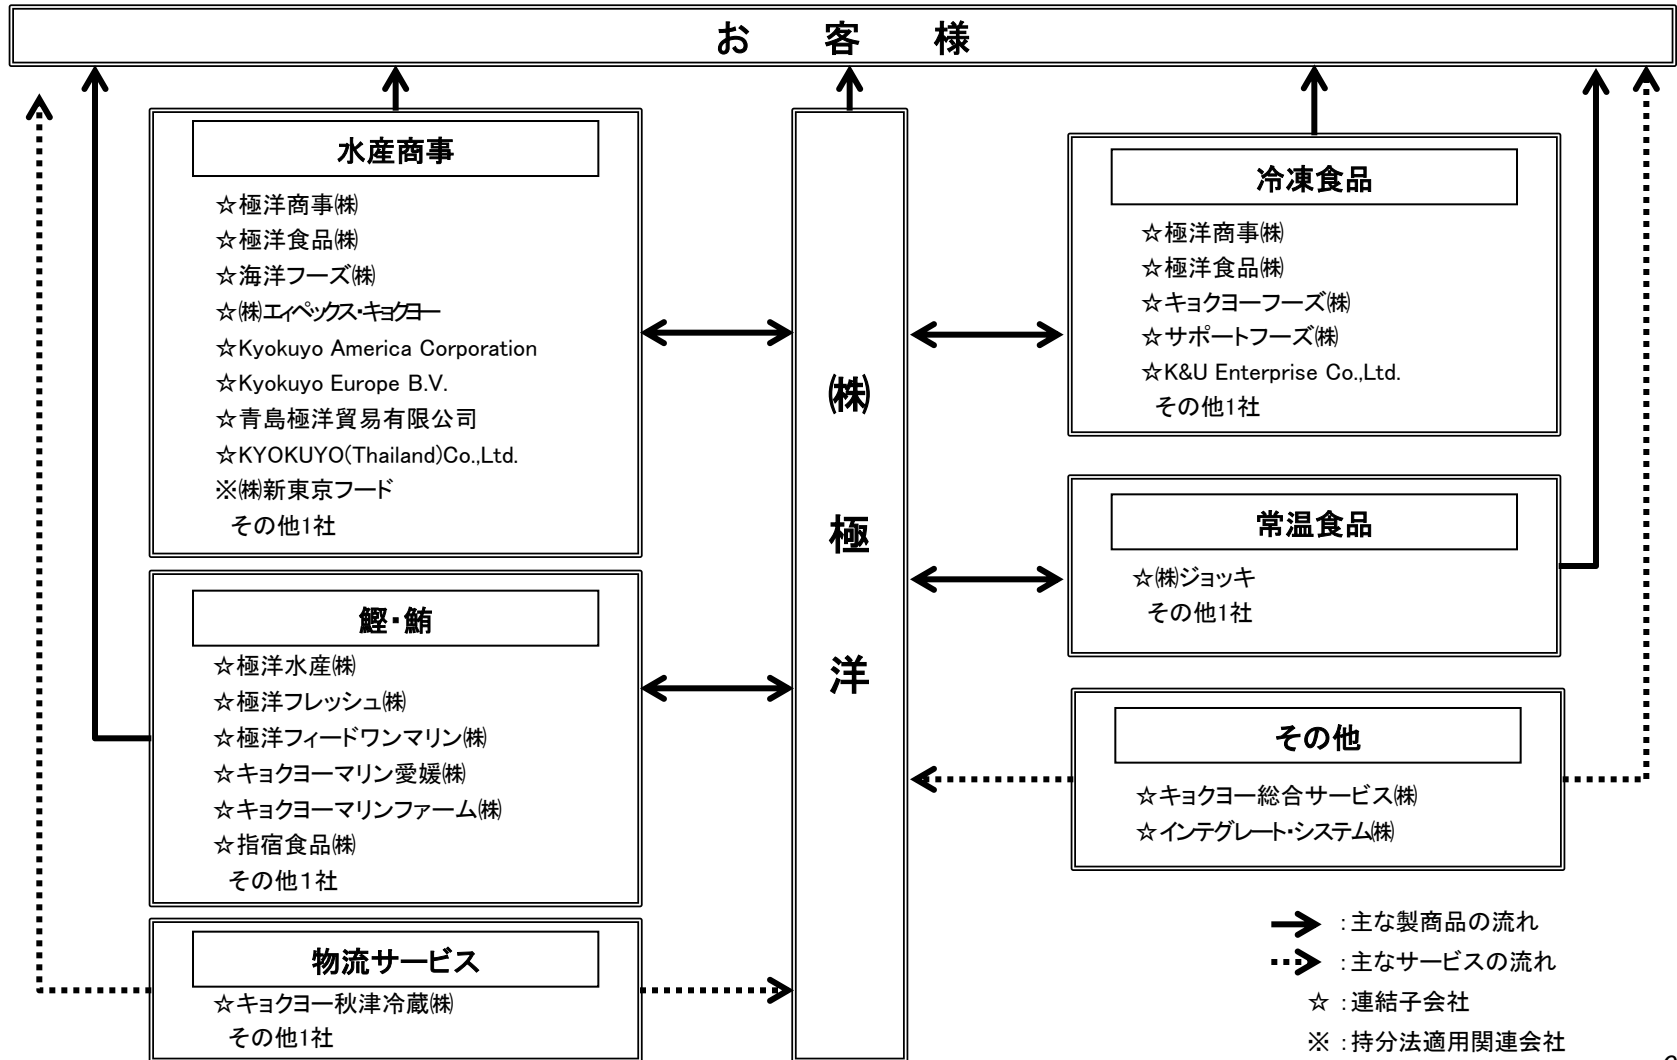 お 客 様
水産商事
☆極洋商事㈱
☆極洋食品㈱
☆海洋フーズ㈱
☆㈱エィペックス・キョクヨー
☆Kyokuyo America Corporation
☆Kyokuyo Europe B.V.
☆青島極洋貿易有限公司
☆KYOKUYO(Thailand)Co.,Ltd.
※㈱新東京フード
その他1社
鰹・鮪
☆極洋水産㈱
☆極洋フレッシュ㈱
☆極洋フィードワンマリン㈱
☆キョクヨーマリン愛媛㈱
☆キョクヨーマリンファーム㈱
☆指宿食品㈱
その他1社
物流サービス
☆キョクヨー秋津冷蔵㈱
その他1社
㈱
極
洋
冷凍食品
☆極洋商事㈱
☆極洋食品㈱
☆キョクヨーフーズ㈱
☆サポートフーズ㈱
☆K&U Enterprise Co.,Ltd.
その他1社
常温食品
☆㈱ジョッキ
その他1社
その他
☆キョクヨー総合サービス㈱
☆インテグレート・システム㈱
：主な製商品の流れ
：主なサービスの流れ
☆ ：連結子会社
※ ：持分法適用関連会社